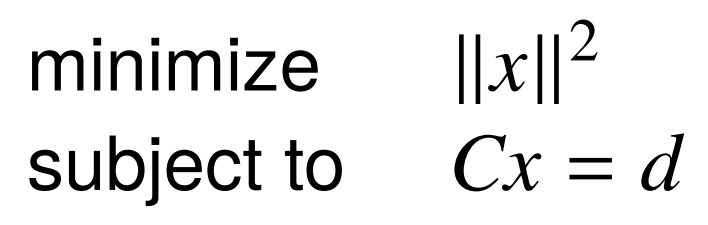 minimize ‖x‖²
subject to Cx = d